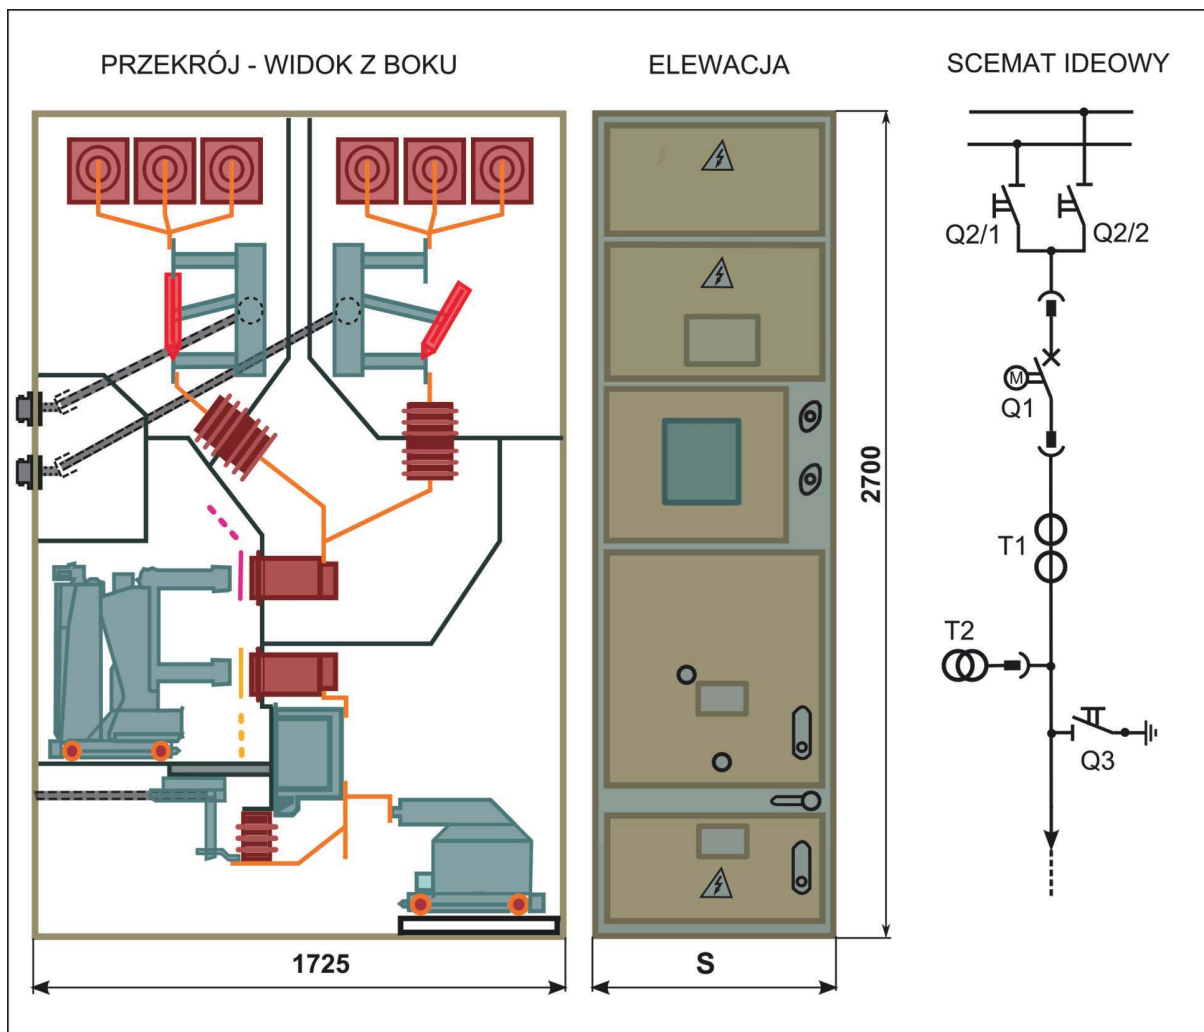 PRZEKRÓJ - WIDOK Z BOKU
ELEWACJA
SCEMAT IDEOWY
Q2/1
Q2/2
M
Q1
2700
T1
T2
Q3
1725
S